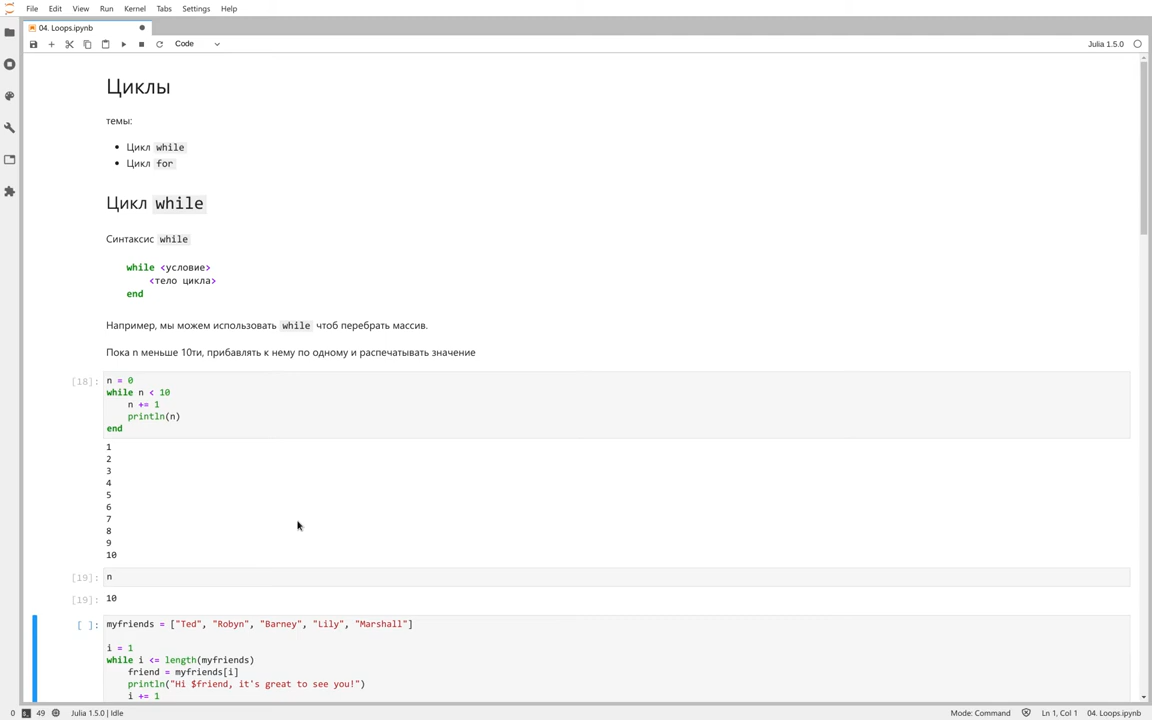 File Edit View Run Kernel Tabs Settings Help
04. Loops.ipynb
Code
Julia 1.5.0
Циклы
темы:
Цикл while
Цикл for
Цикл while
Синтаксис while
while <условие>
<тело цикла>
end
Например, мы можем использовать while чтоб перебрать массив.
Пока n меньше 10ти, прибавлять к нему по одному и распечатывать значение
[18]: n = 0
while n < 10
n += 1
println(n)
end
1
2
3
4
5
6
7
8
9
10
[19]: n
[19]: 10
[ ]: myfriends = ["Ted", "Robyn", "Barney", "Lily", "Marshall"]
i = 1
while i <= length(myfriends)
friend = myfriends[i]
println("Hi $friend, it's great to see you!")
i += 1
0 49 Julia 1.5.0 | Idle Mode: Command Ln 1, Col 1 04. Loops.ipynb